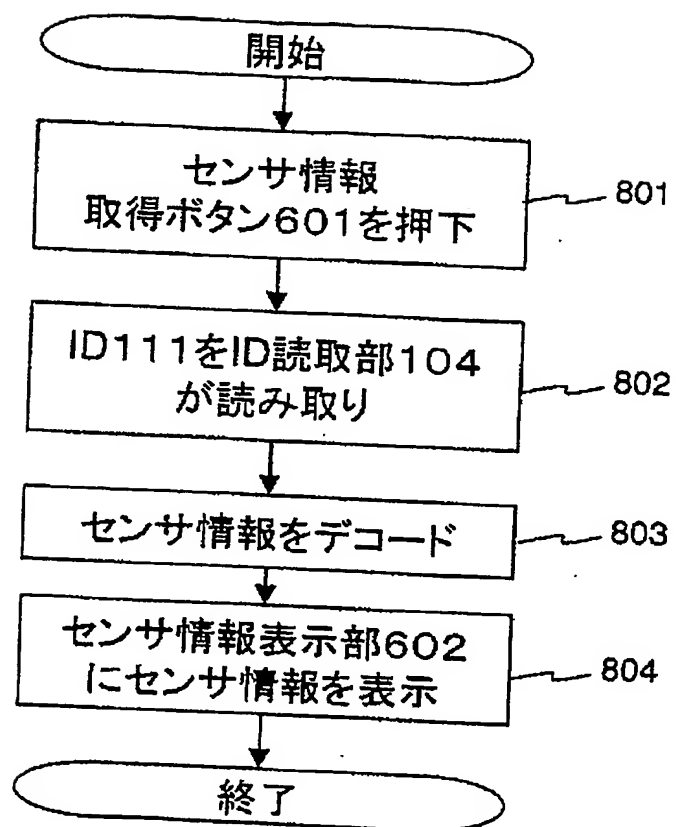 開始
センサ情報
取得ボタン601を押下
801
ID111をID読取部104
が読み取り
802
センサ情報をデコード
803
センサ情報表示部602
にセンサ情報を表示
804
終了